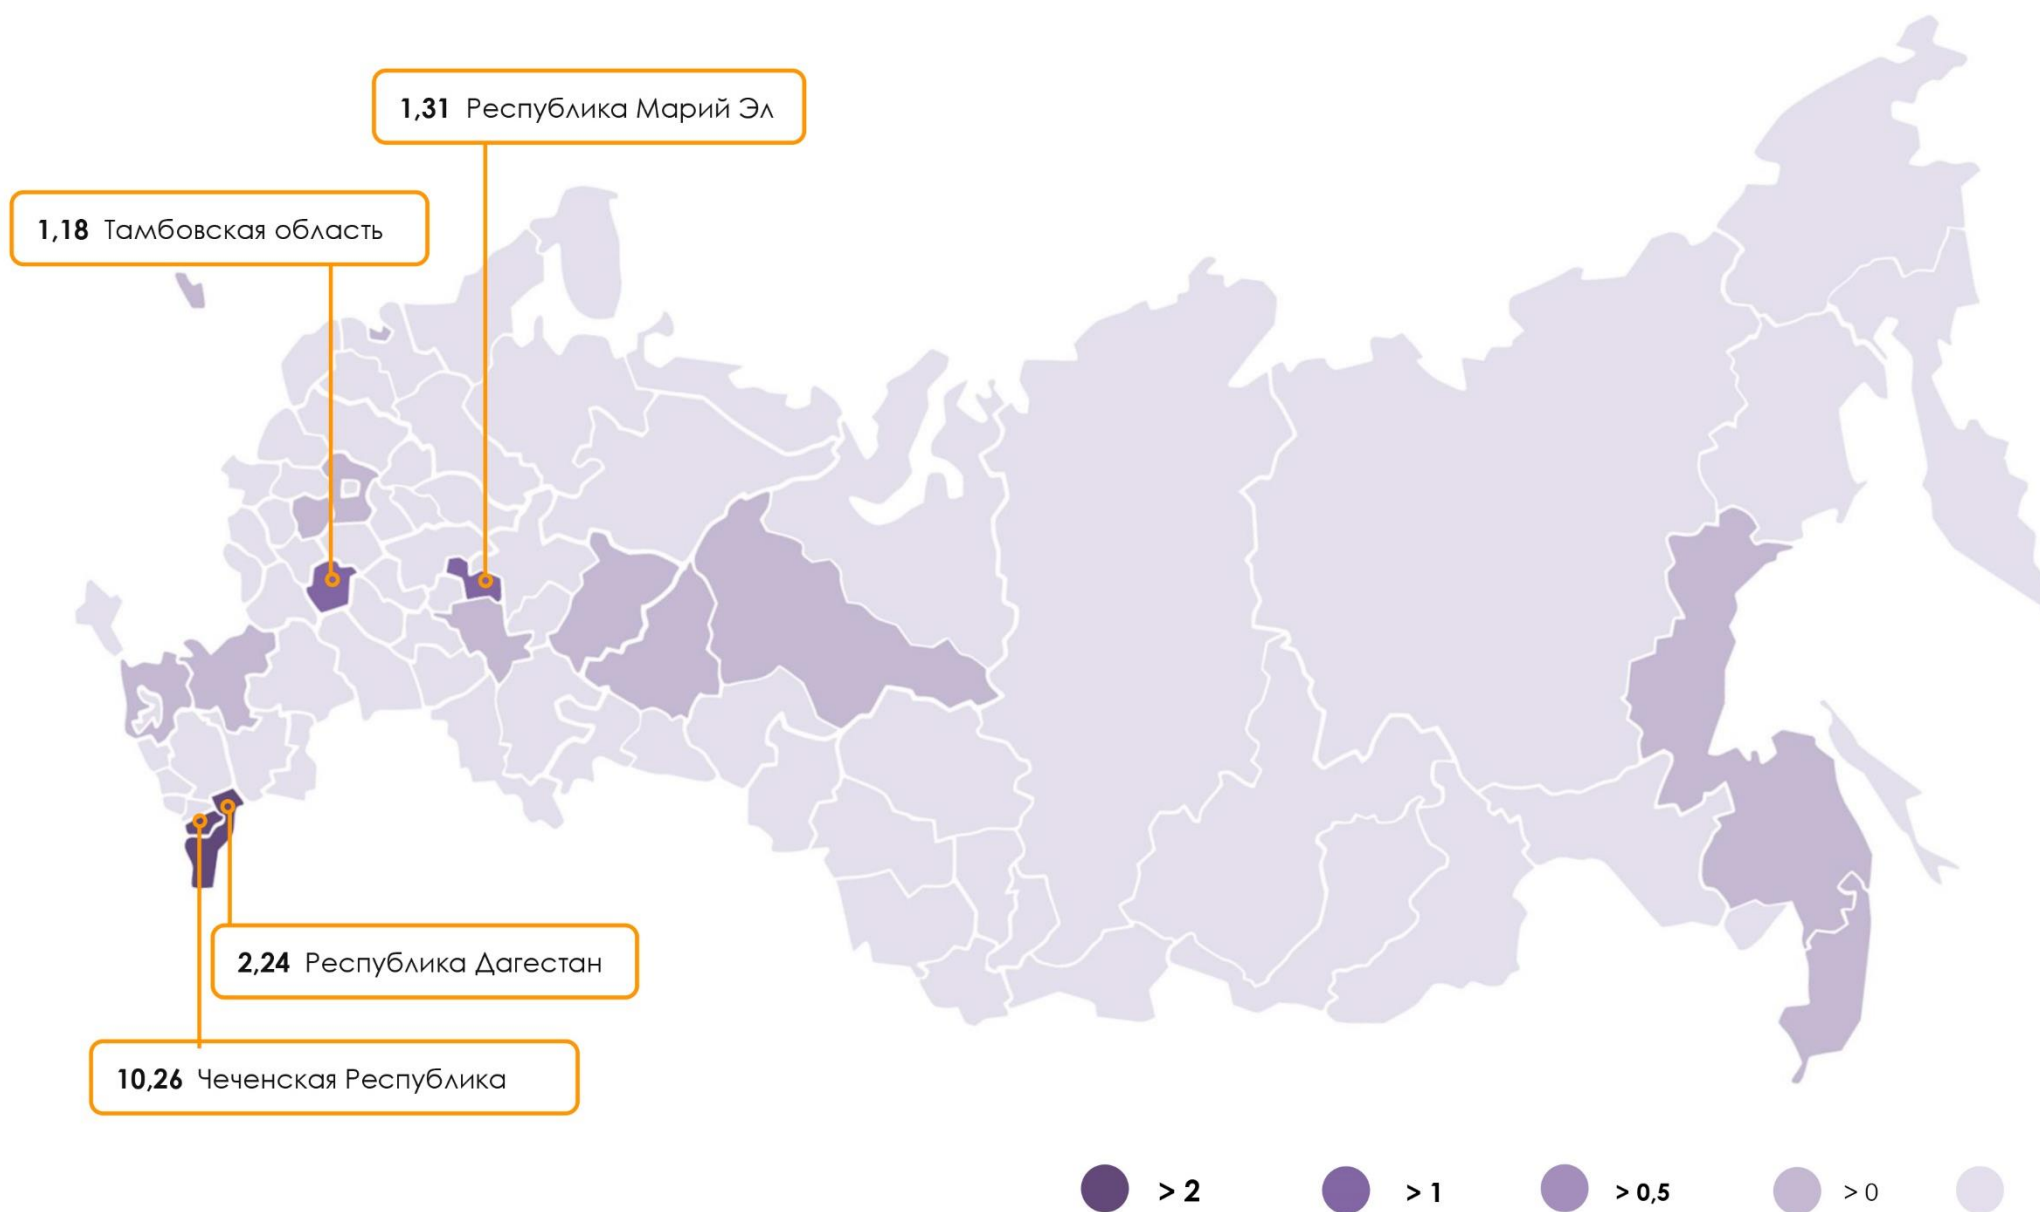 1,31 Республика Марий Эл
1,18 Тамбовская область
2,24 Республика Дагестан
10,26 Чеченская Республика
> 2 > 1 > 0,5 > 0